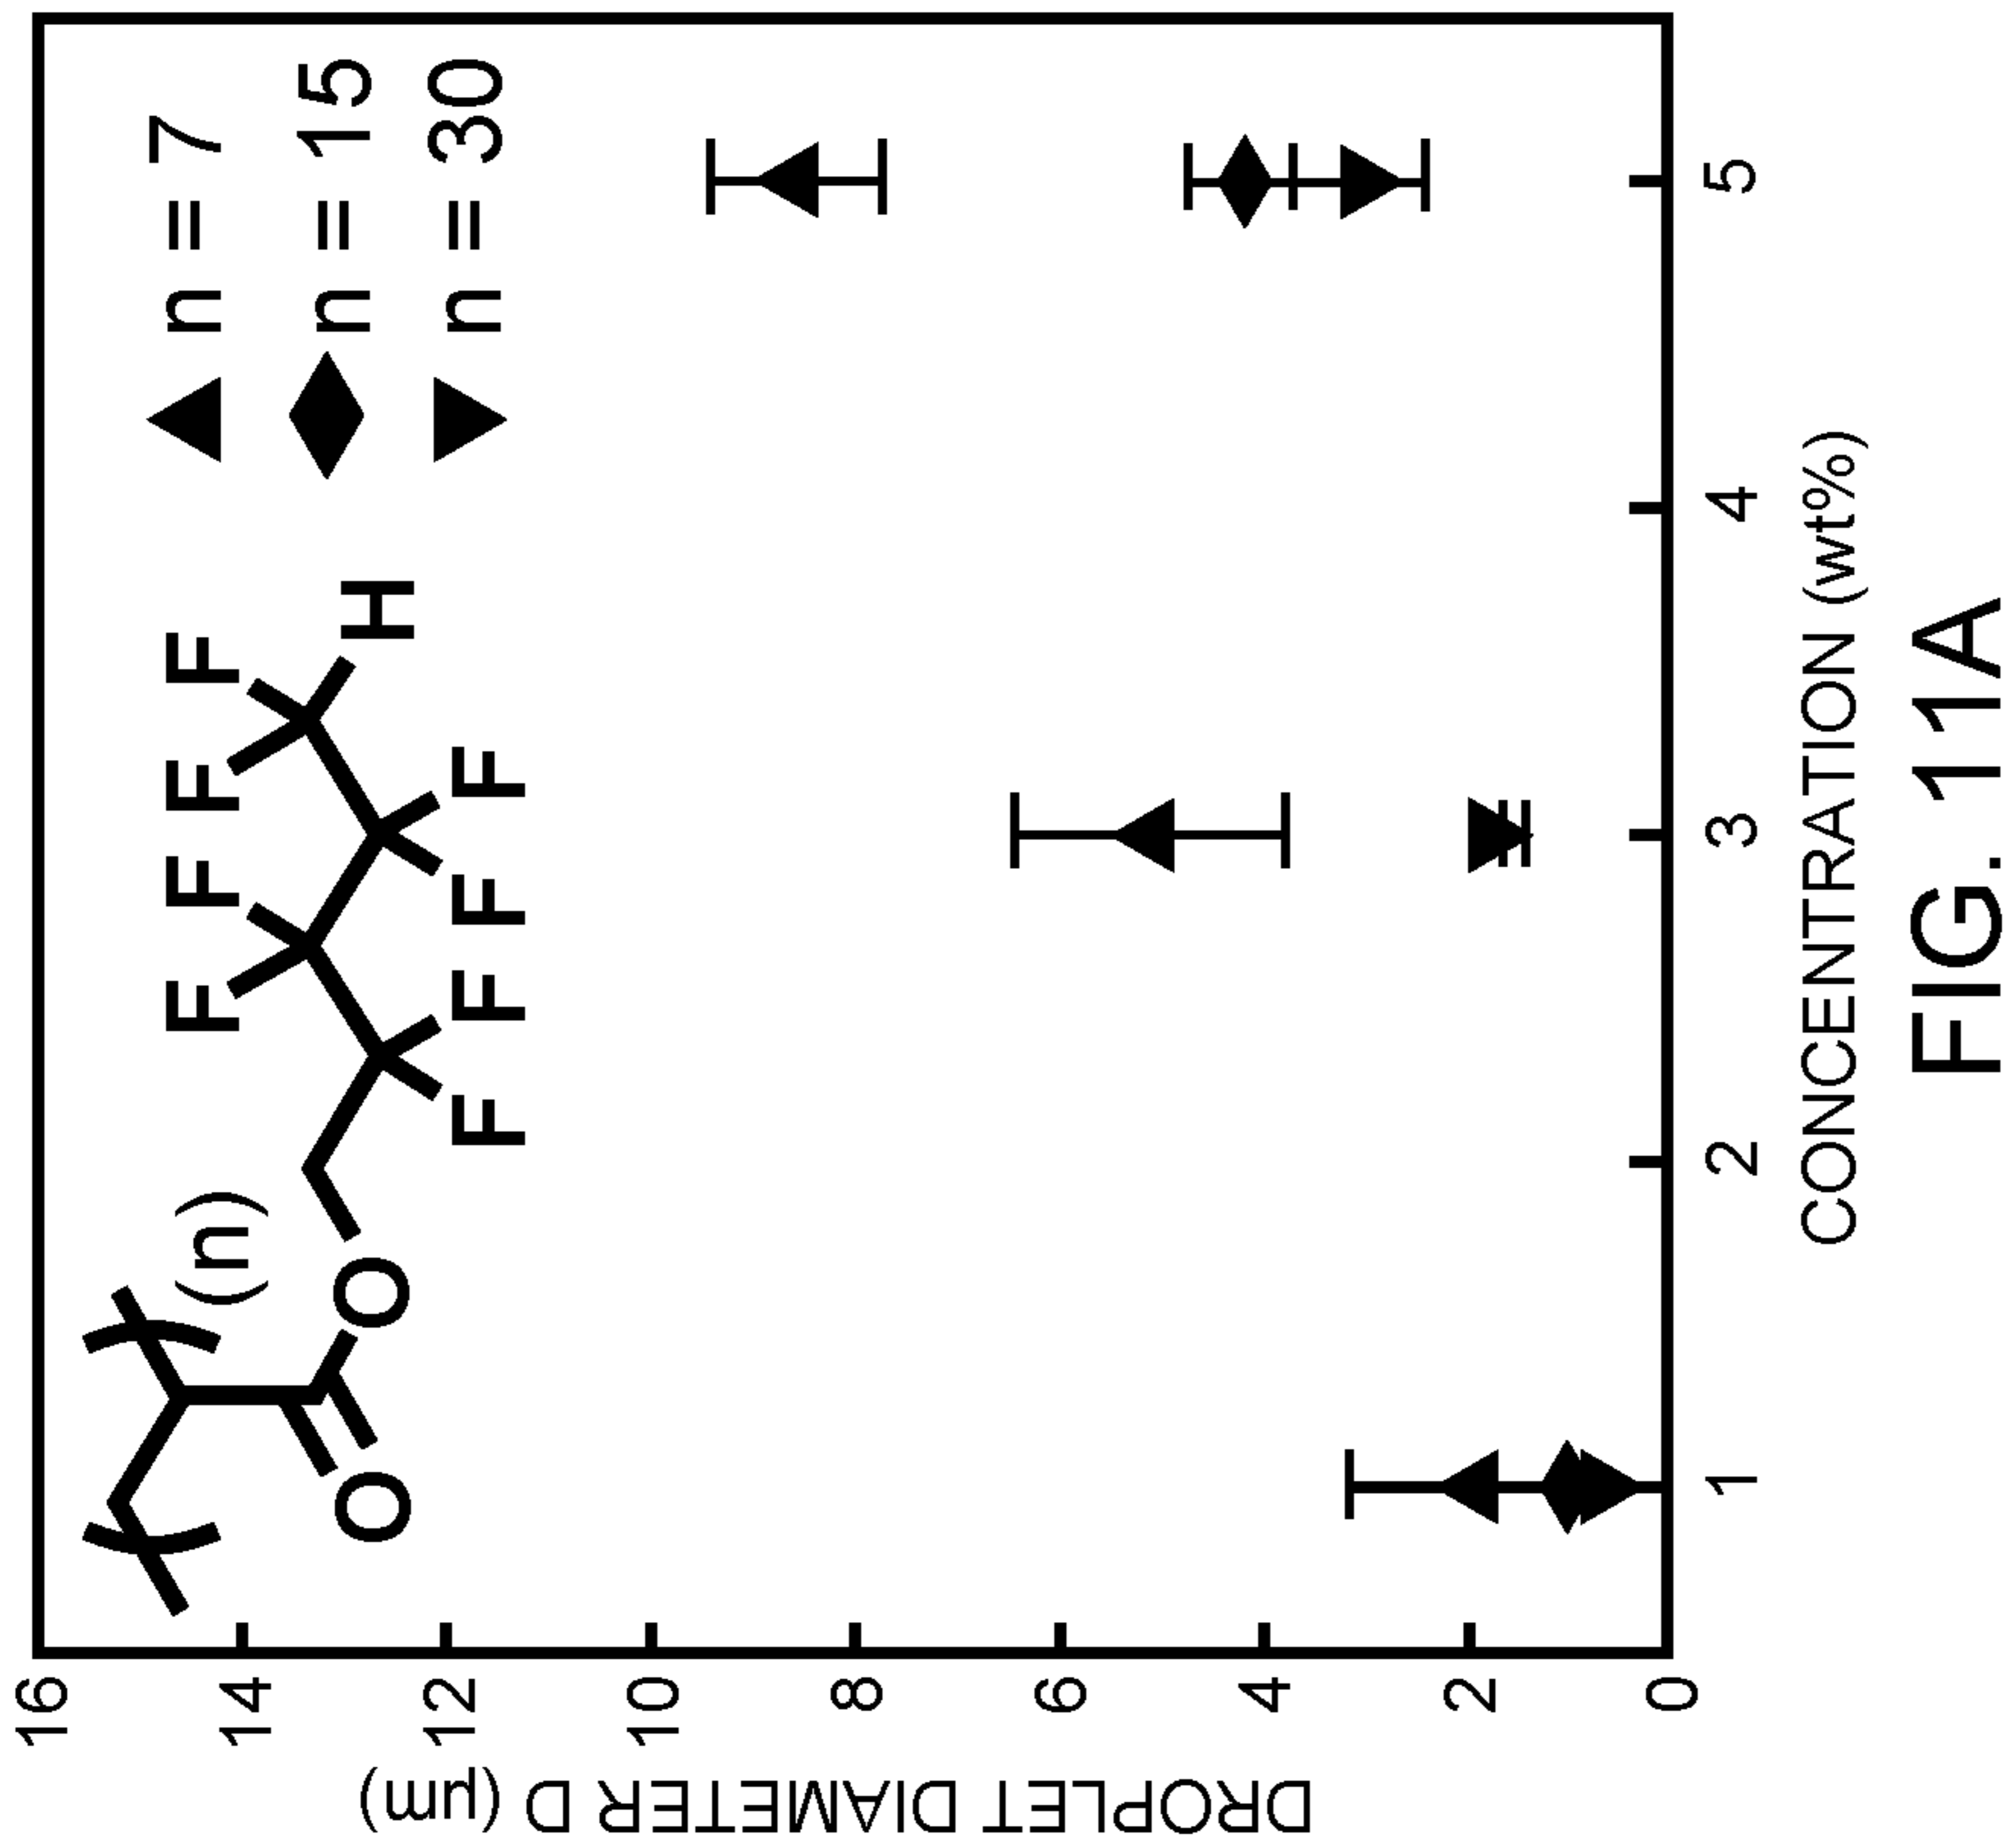 DROPLET DIAMETER D (µm)
16
14
12
10
8
6
4
2
0
(n)
O
O
F F F F
F F F F
H
n = 7
n = 15
n = 30
1 2 3 4 5
CONCENTRATION (wt%)
FIG. 11A